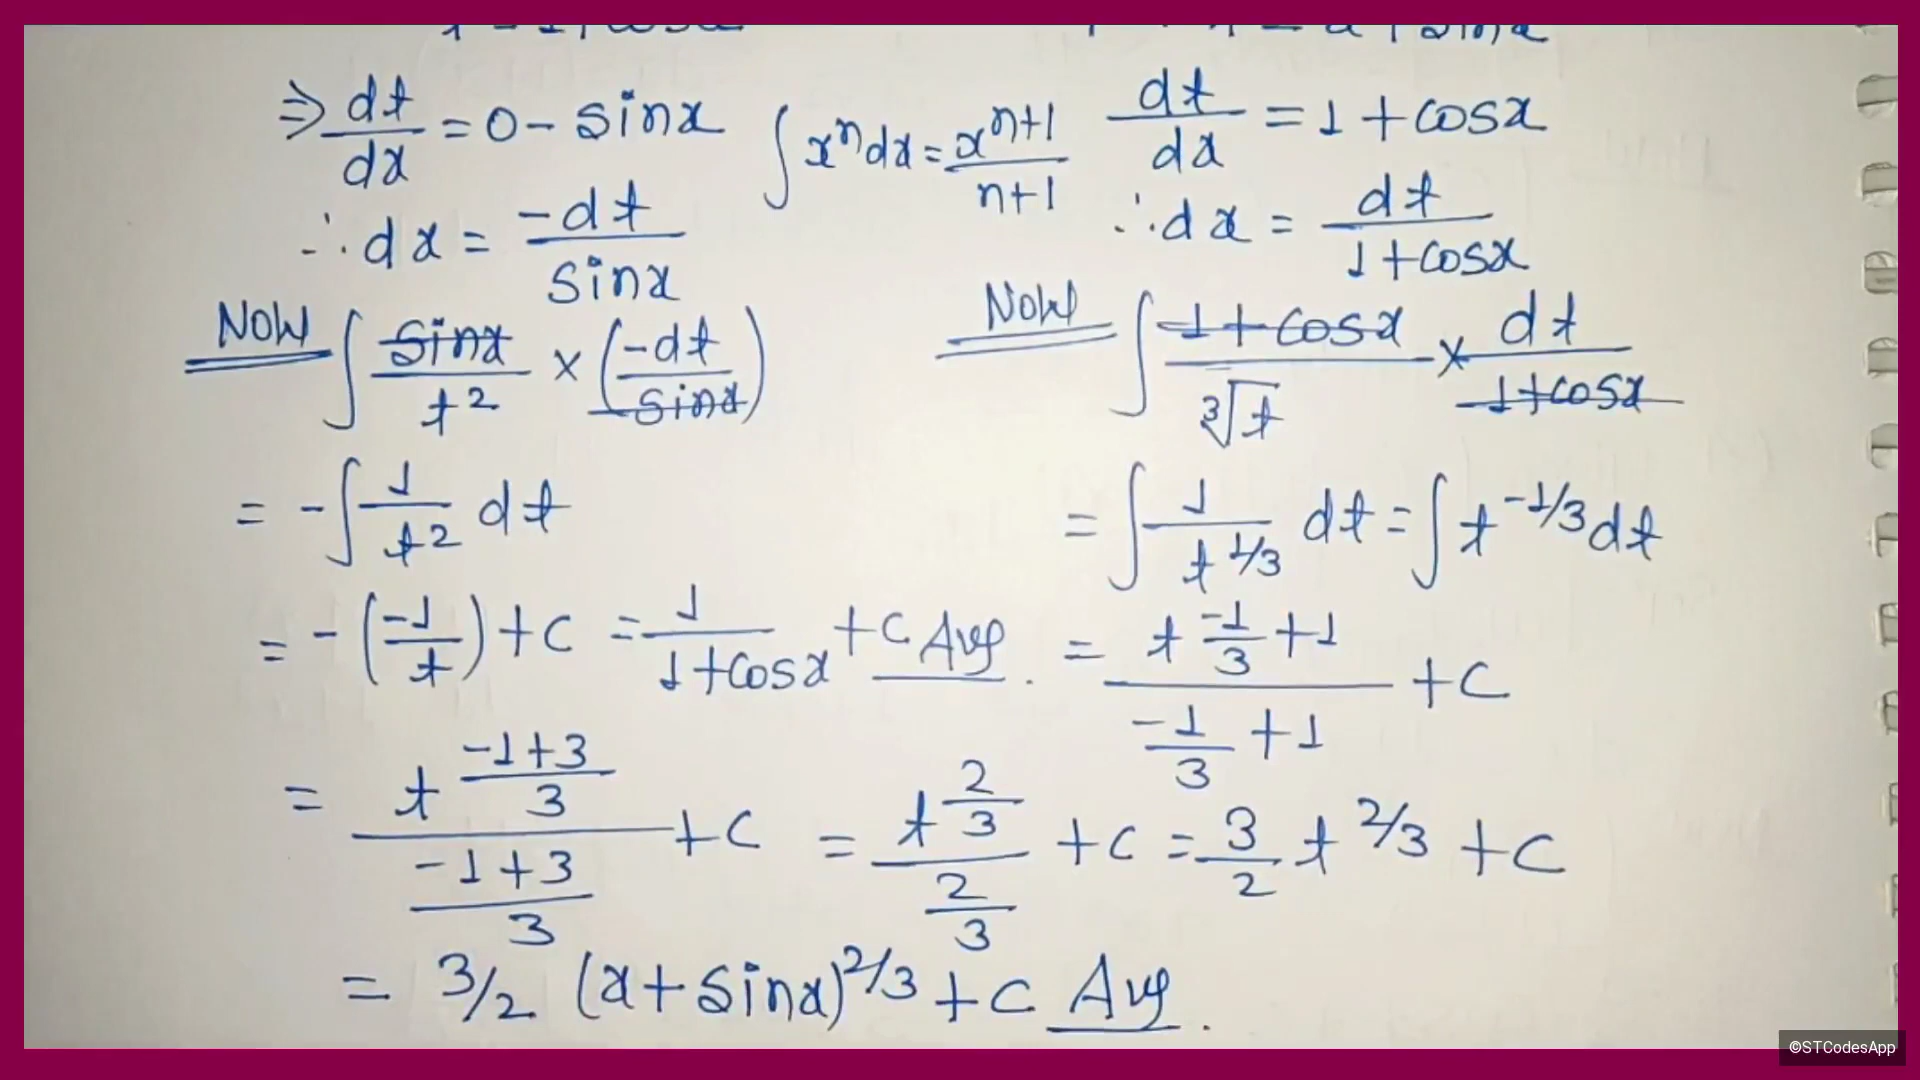 ⇒ dt/dx = 0 - sinx
∴ dx = -dt/sinx
∫ xⁿdx = xⁿ⁺¹/n+1
dt/dx = 1 + cosx
∴ dx = dt/1+cosx
Now ∫ sinx/t² × (-dt/sinx)
= - ∫ 1/t² dt
= - (-1/t) + c = 1/1+cosx + c
Now ∫ 1+cosx/∛t × dt/1+cosx
= ∫ 1/t^1/3 dt = ∫ t^-1/3 dt
= t^(-1/3 + 1)/(-1/3 + 1) + c
= t^(-1+3/3)/(-1+3/3) + c = t^(2/3)/(2/3) + c = 3/2 t^2/3 + c
= 3/2 (x + sinx)^2/3 + c
©STCodesApp